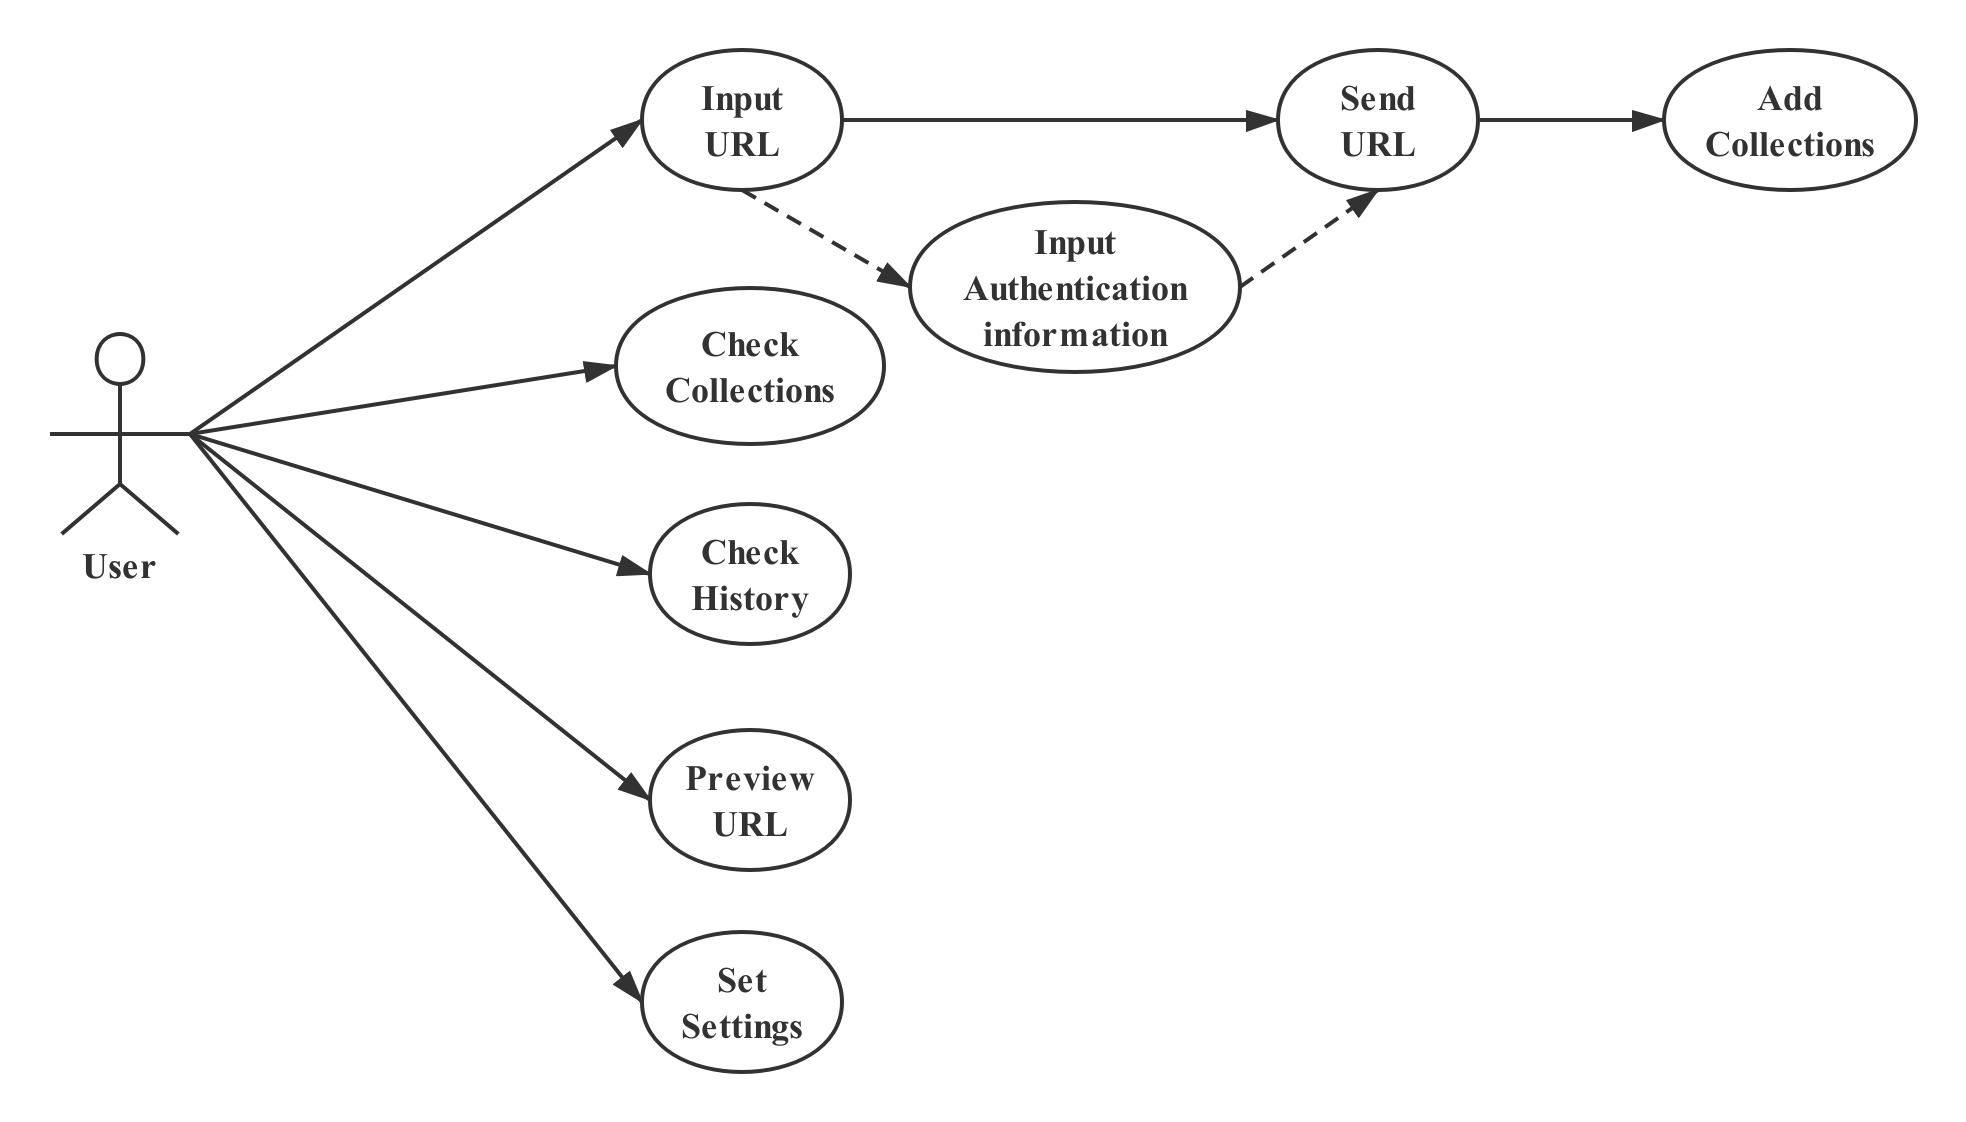 Input
URL
Send
URL
Add
Collections
Input
Authentication
information
Check
Collections
User
Check
History
Preview
URL
Set
Settings